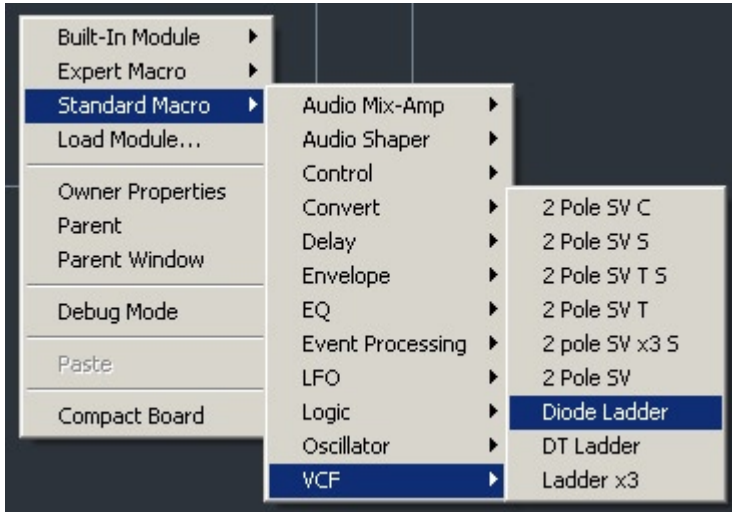 Built-In Module
Expert Macro
Standard Macro
Load Module...
Owner Properties
Parent
Parent Window
Debug Mode
Paste
Compact Board
Audio Mix-Amp
Audio Shaper
Control
Convert
Delay
Envelope
EQ
Event Processing
LFO
Logic
Oscillator
VCF
2 Pole SV C
2 Pole SV S
2 Pole SV T S
2 Pole SV T
2 pole SV x3 S
2 Pole SV
Diode Ladder
DT Ladder
Ladder x3